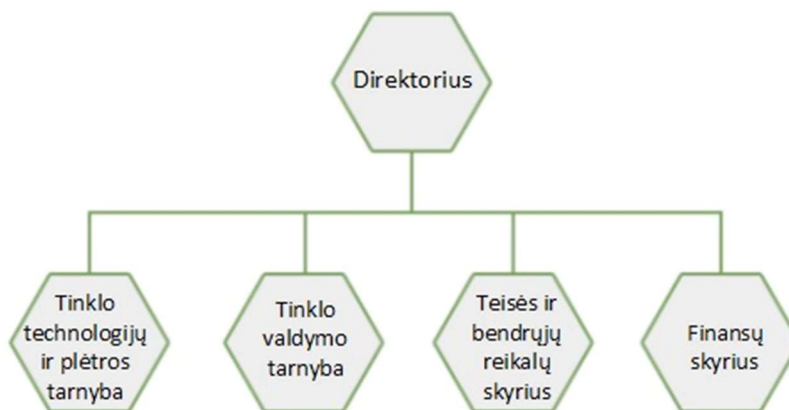 Direktorius
Tinklo
technologijų
ir plėtros
tarnyba
Tinklo
valdymo
tarnyba
Teisės ir
bendrųjų
reikalų
skyrius
Finansų
skyrius